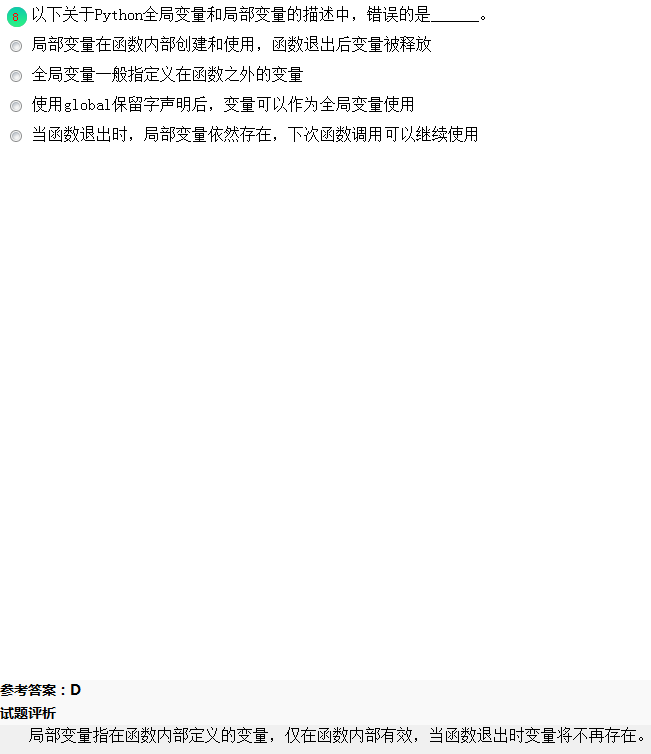 8 以下关于Python全局变量和局部变量的描述中，错误的是______。
局部变量在函数内部创建和使用，函数退出后变量被释放
全局变量一般指定义在函数之外的变量
使用global保留字声明后，变量可以作为全局变量使用
当函数退出时，局部变量依然存在，下次函数调用可以继续使用
参考答案：D
试题评析
局部变量指在函数内部定义的变量，仅在函数内部有效，当函数退出时变量将不再存在。